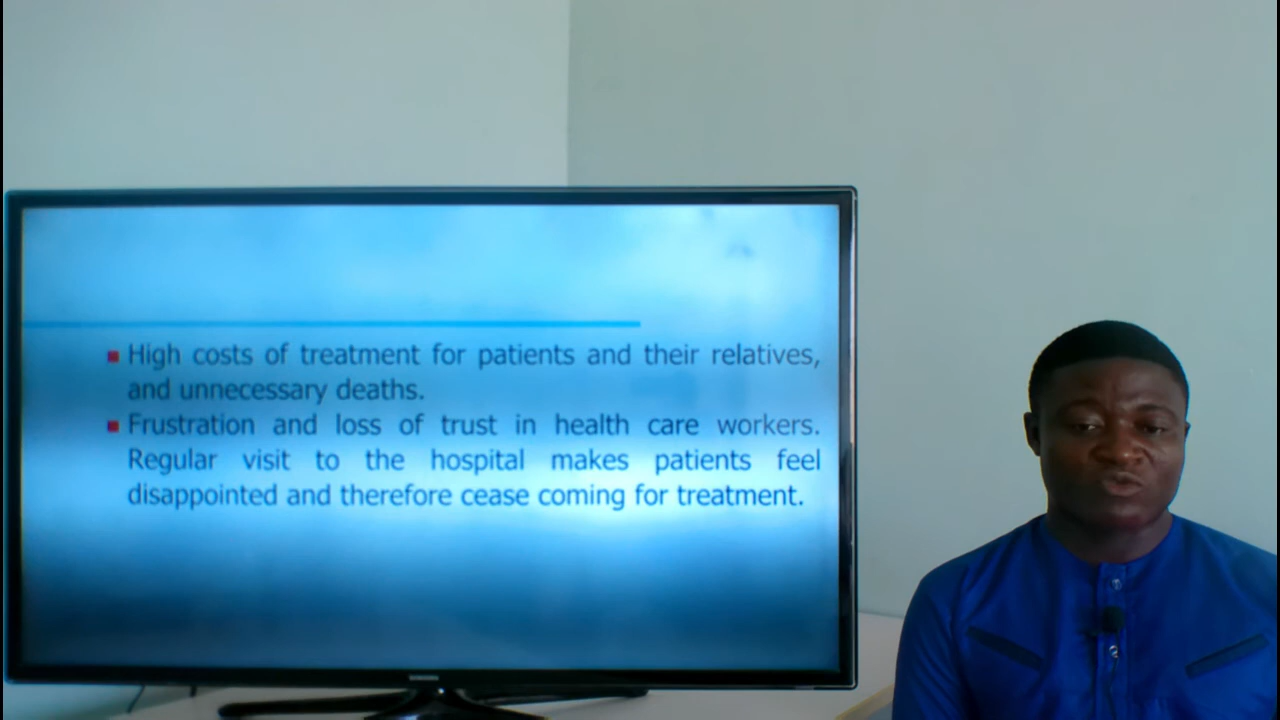 High costs of treatment for patients and their relatives,
and unnecessary deaths.
Frustration and loss of trust in health care workers.
Regular visit to the hospital makes patients feel
disappointed and therefore cease coming for treatment.